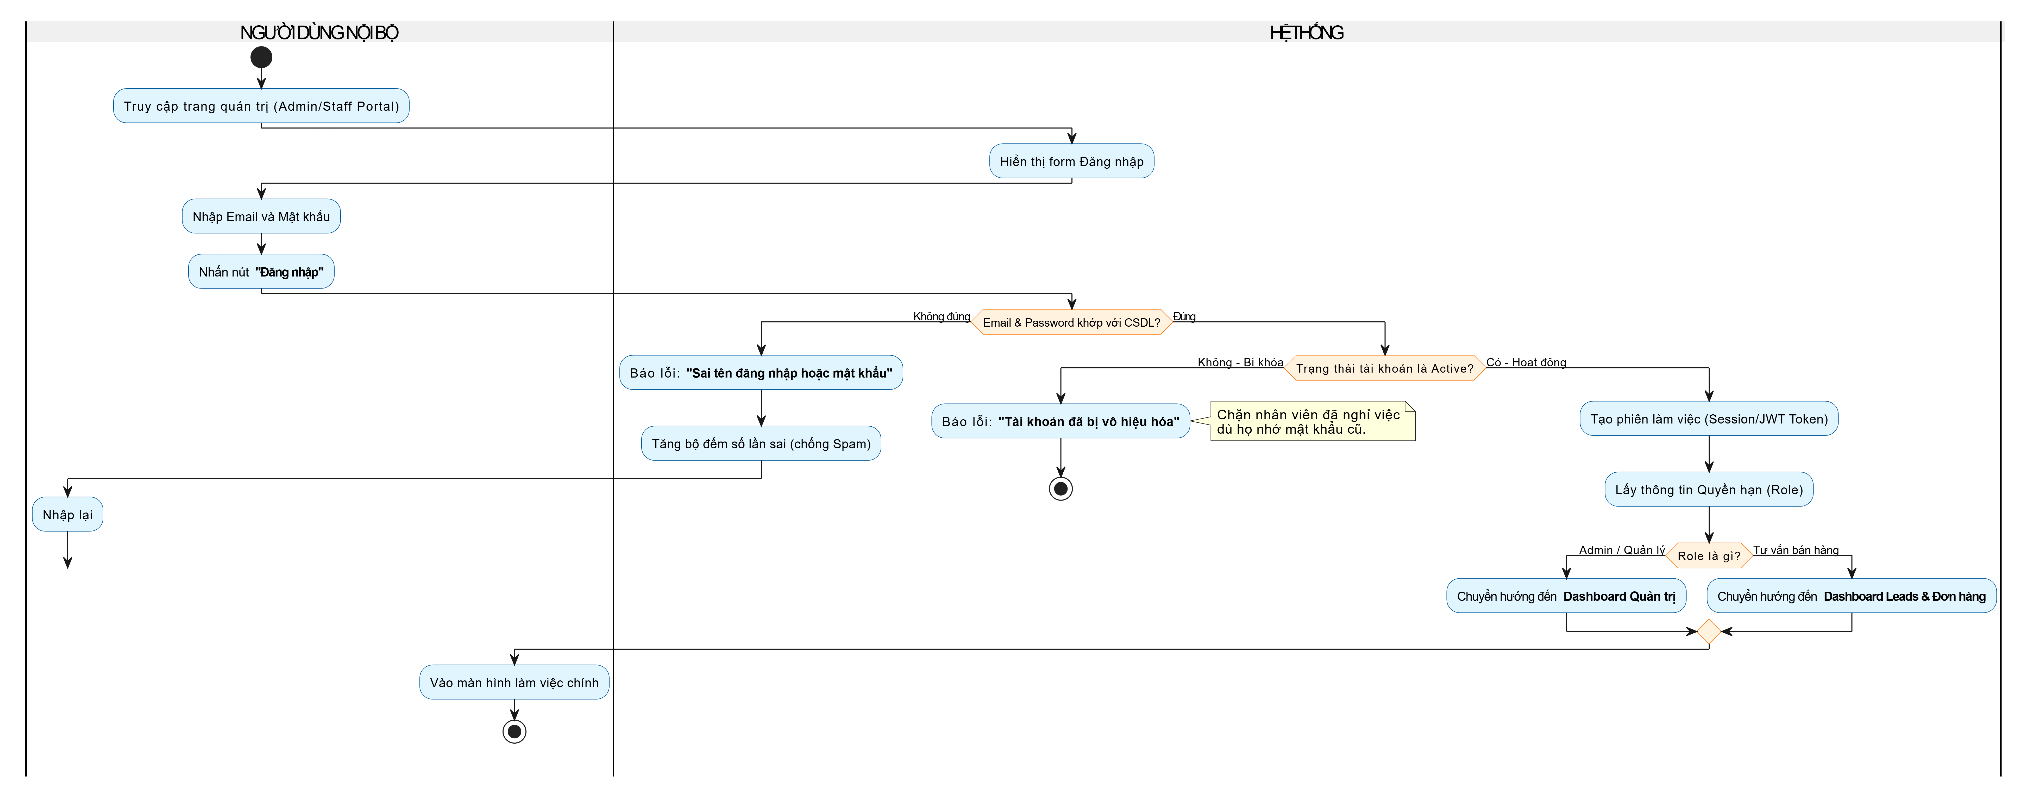 NGƯỜI DÙNG NỘI BỘ
HỆ THỐNG
Truy cập trang quản trị (Admin/Staff Portal)
Hiển thị form Đăng nhập
Nhập Email và Mật khẩu
Nhấn nút "Đăng nhập"
Không đúng
Email & Password khớp với CSDL?
Đúng
Báo lỗi: "Sai tên đăng nhập hoặc mật khẩu"
Không - Bị khóa
Trạng thái tài khoản là Active?
Có - Hoạt động
Báo lỗi: "Tài khoản đã bị vô hiệu hóa"
Chặn nhân viên đã nghỉ việc
dù họ nhớ mật khẩu cũ.
Tạo phiên làm việc (Session/JWT Token)
Tăng bộ đếm số lần sai (chống Spam)
Lấy thông tin Quyền hạn (Role)
Nhập lại
Admin / Quản lý
Role là gì?
Tư vấn bán hàng
Chuyển hướng đến Dashboard Quản trị
Chuyển hướng đến Dashboard Leads & Đơn hàng
Vào màn hình làm việc chính